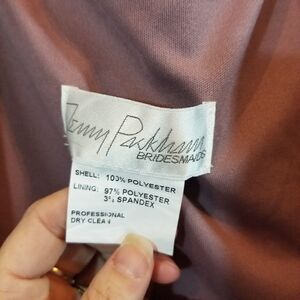 Jenny Packham
BRIDESMAIDS
SHELL: 100% POLYESTER
LINING: 97% POLYESTER
3% SPANDEX
PROFESSIONAL
DRY CLEAN